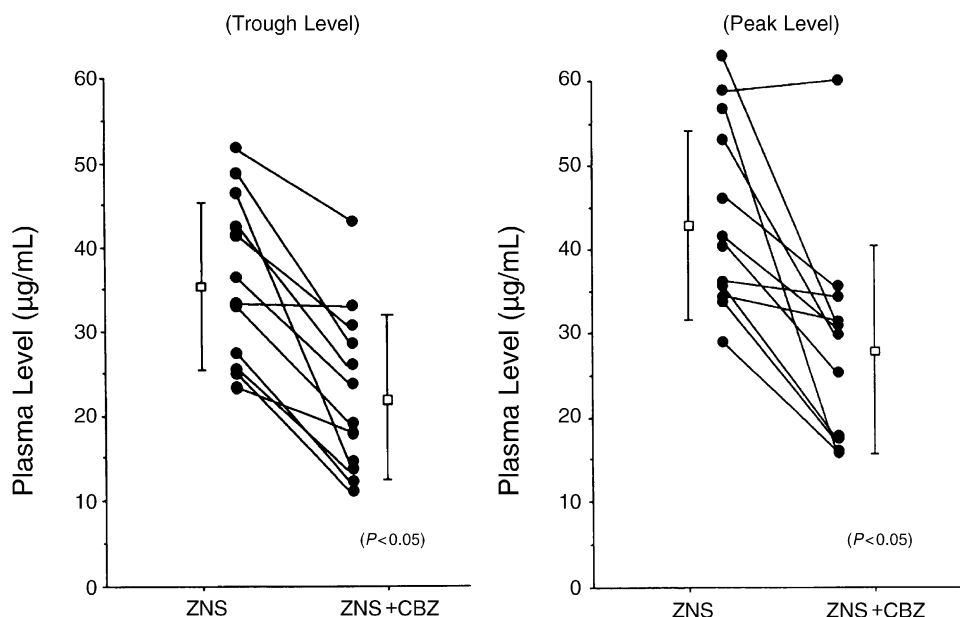 (Trough Level)
Plasma Level (µg/mL)
60
50
40
30
20
10
0
(P<0.05)
ZNS
ZNS+CBZ
(Peak Level)
Plasma Level (µg/mL)
60
50
40
30
20
10
0
(P<0.05)
ZNS
ZNS+CBZ